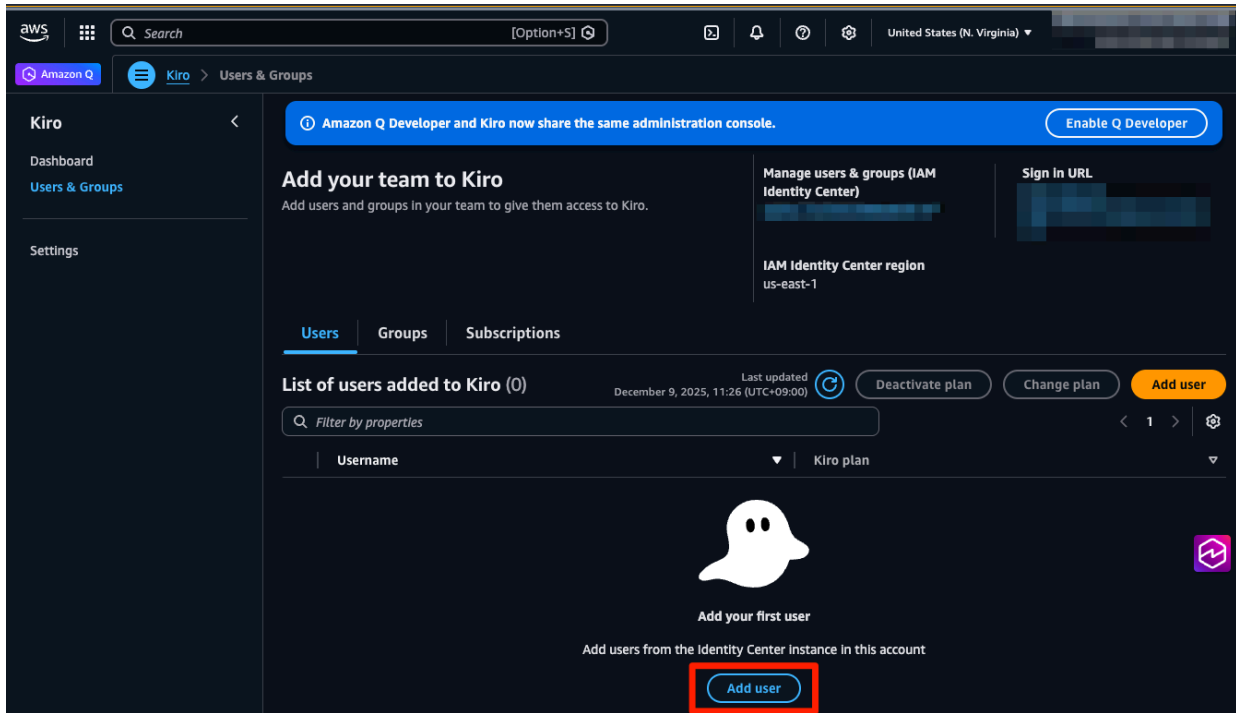 aws
Search
[Option+S]
United States (N. Virginia) ▼
Amazon Q
Kiro > Users & Groups
Kiro
Dashboard
Users & Groups
Settings
Amazon Q Developer and Kiro now share the same administration console.
Enable Q Developer
Add your team to Kiro
Add users and groups in your team to give them access to Kiro.
Manage users & groups (IAM
Identity Center)
Sign in URL
IAM Identity Center region
us-east-1
Users
Groups
Subscriptions
List of users added to Kiro (0)
Last updated
December 9, 2025, 11:26 (UTC+09:00)
Deactivate plan
Change plan
Add user
Filter by properties
1
Username
Kiro plan
Add your first user
Add users from the Identity Center instance in this account
Add user